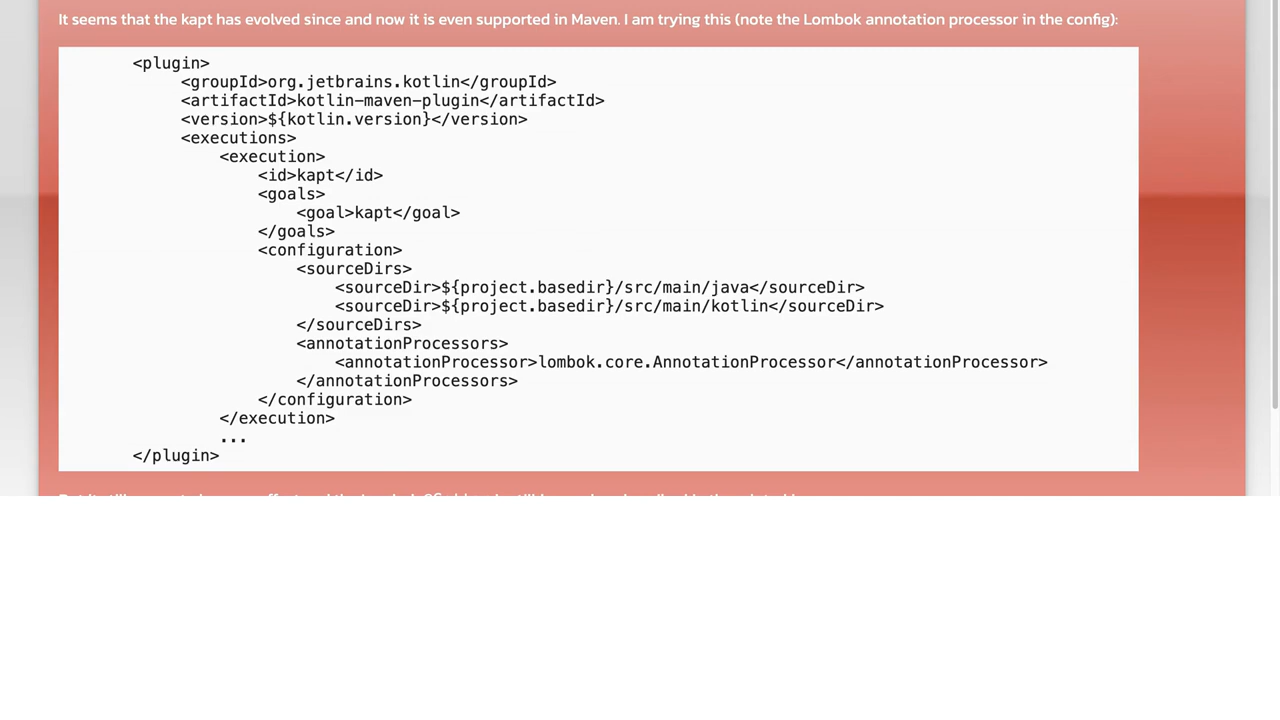 It seems that the kapt has evolved since and now it is even supported in Maven. I am trying this (note the Lombok annotation processor in the config):
<plugin>
<groupId>org.jetbrains.kotlin</groupId>
<artifactId>kotlin-maven-plugin</artifactId>
<version>${kotlin.version}</version>
<executions>
<execution>
<id>kapt</id>
<goals>
<goal>kapt</goal>
</goals>
<configuration>
<sourceDirs>
<sourceDir>${project.basedir}/src/main/java</sourceDir>
<sourceDir>${project.basedir}/src/main/kotlin</sourceDir>
</sourceDirs>
<annotationProcessors>
<annotationProcessor>lombok.core.AnnotationProcessor</annotationProcessor>
</annotationProcessors>
</configuration>
</execution>
...
</plugin>